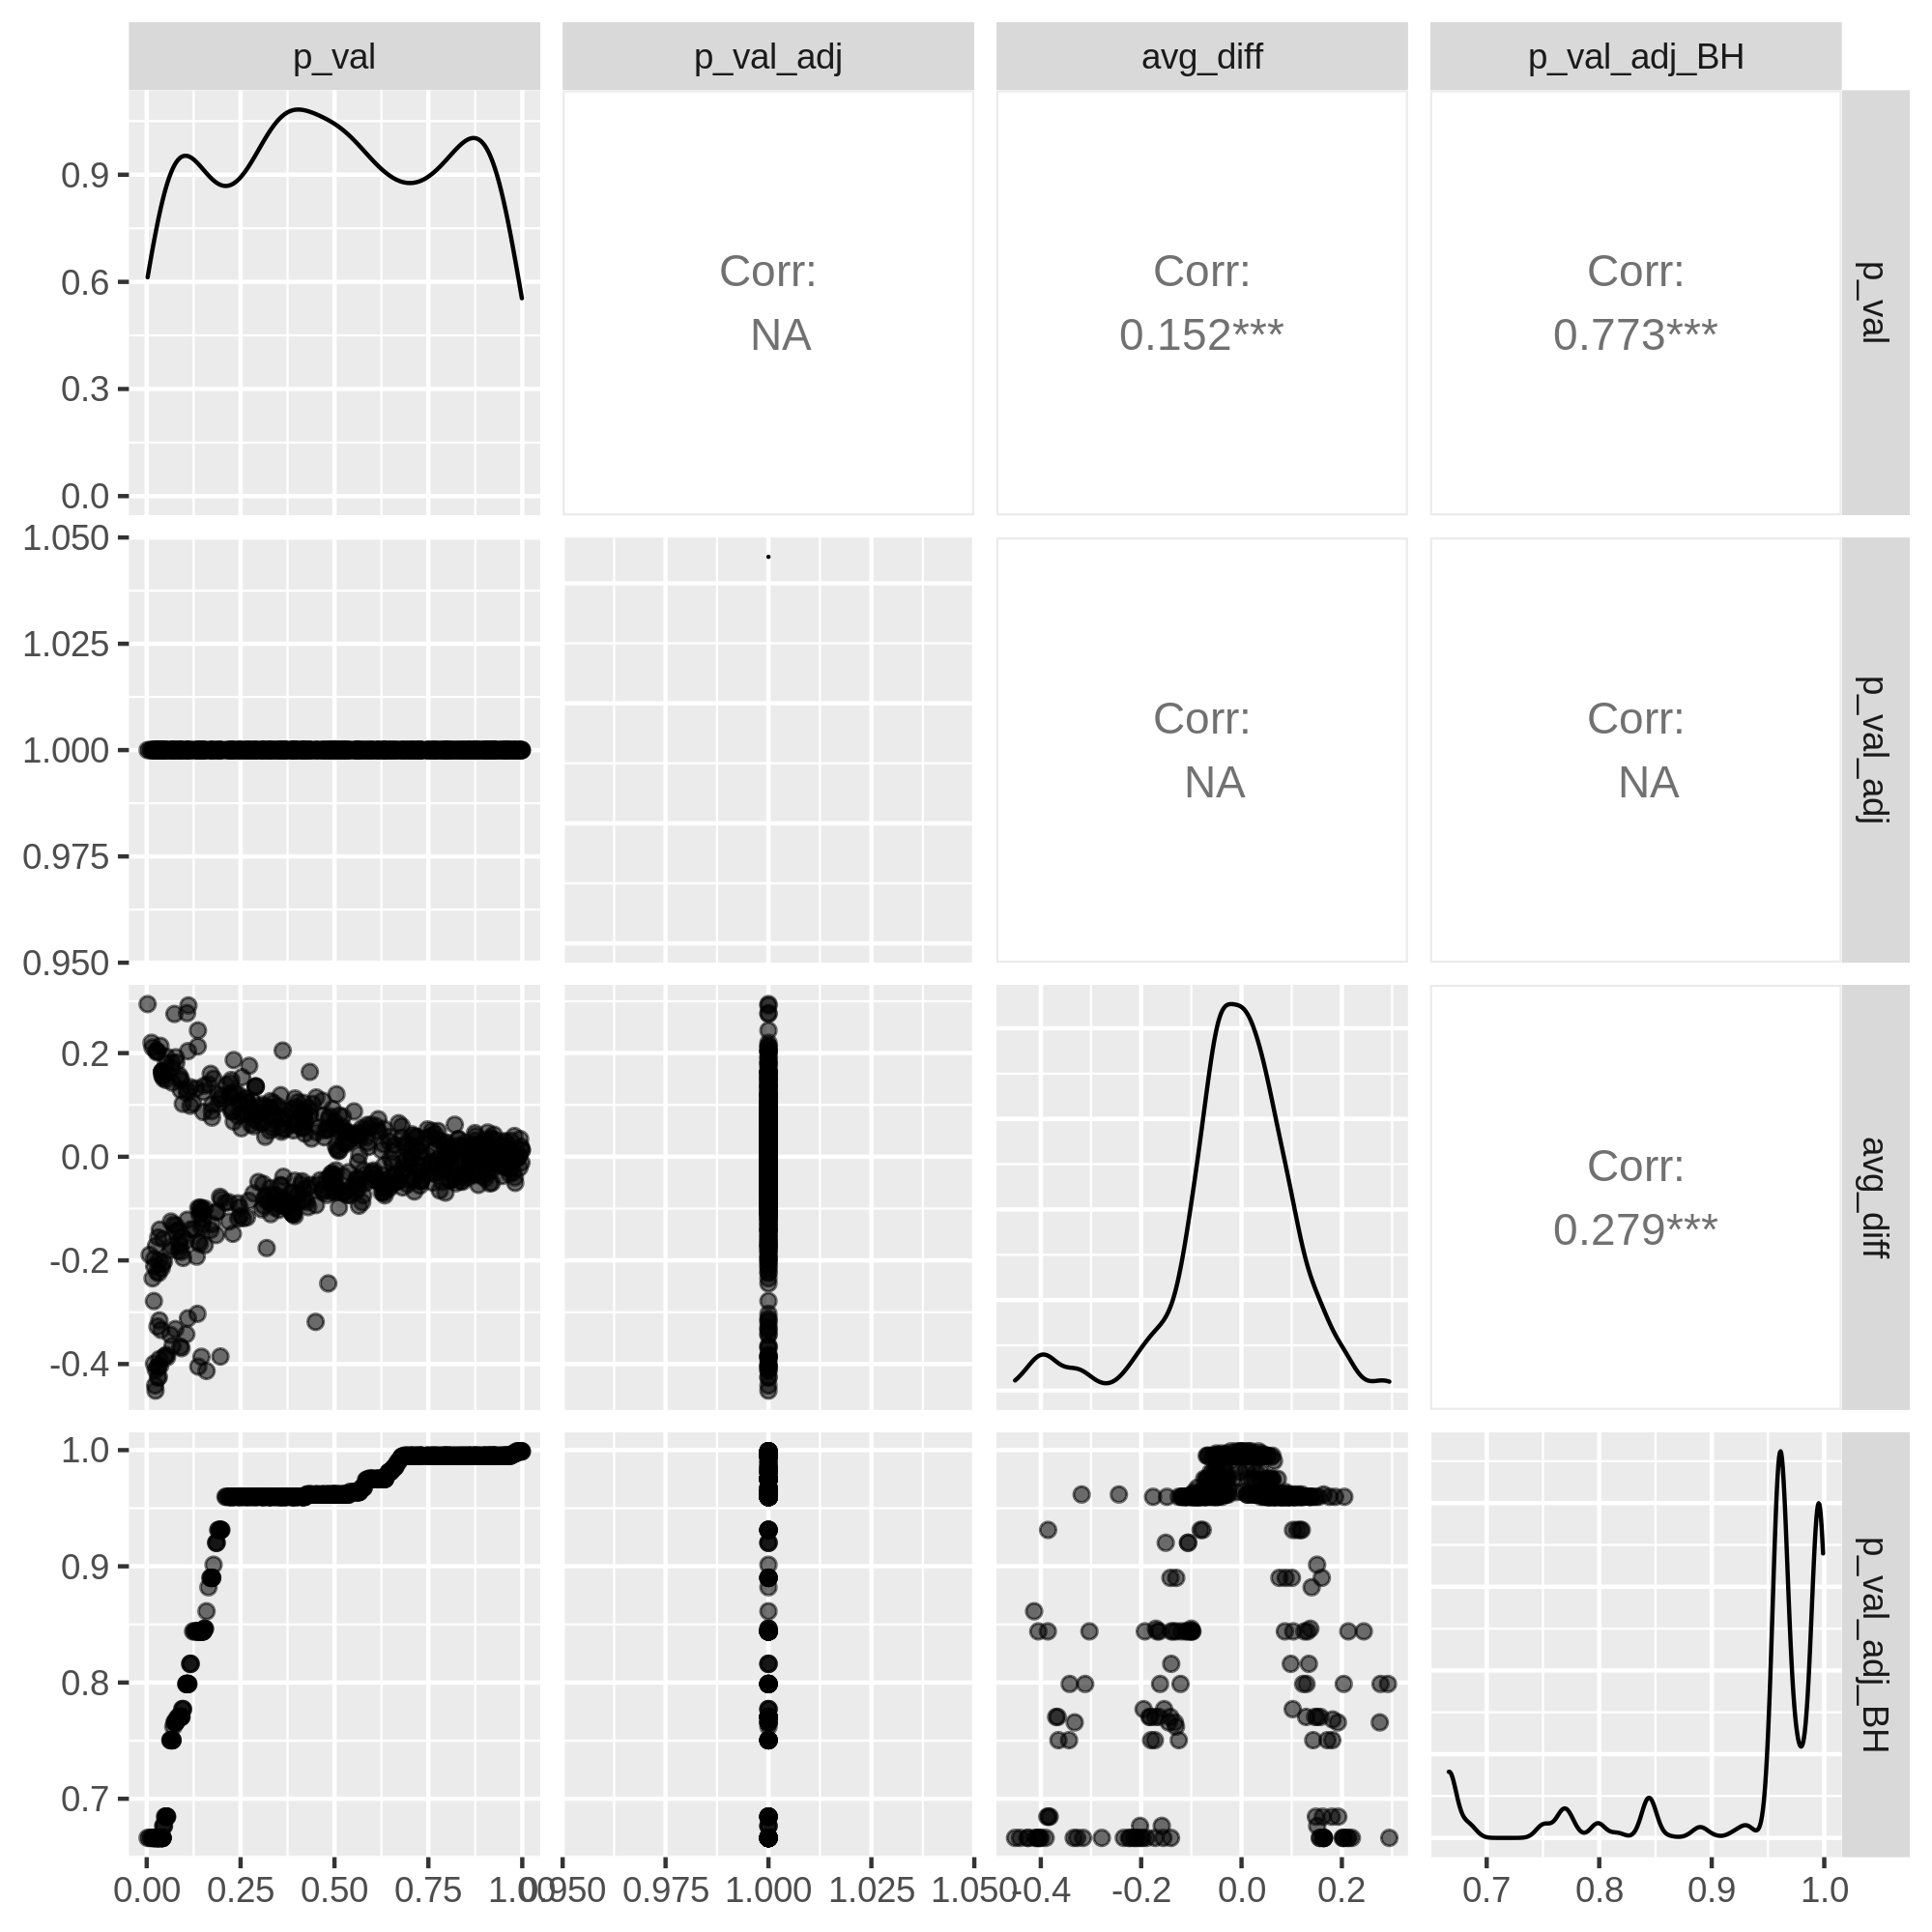 p_val
p_val_adj
avg_diff
p_val_adj_BH
0.9
0.6
0.3
0.0
Corr:
NA
Corr:
0.152***
Corr:
0.773***
p_val
1.050
1.025
1.000
0.975
0.950
Corr:
NA
Corr:
NA
p_val_adj
0.2
0.0
-0.2
-0.4
Corr:
0.279***
avg_diff
1.0
0.9
0.8
0.7
p_val_adj_BH
0.00
0.25
0.50
0.75
1.00
0.950
0.975
1.000
1.025
1.050
-0.4
-0.2
0.0
0.2
0.7
0.8
0.9
1.0